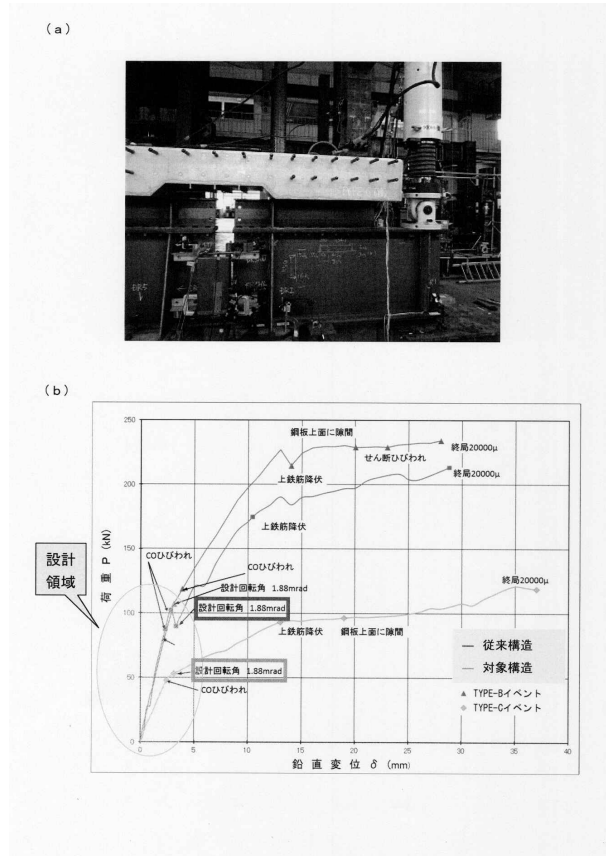 (a)
(b)
250
200
150
100
50
0
0
5
10
15
20
25
30
35
40
荷重 P (kN)
鉛直変位 δ (mm)
設計
領域
鋼板上面に隙間
せん断ひびわれ
終局20000μ
上鉄筋降伏
終局20000μ
上鉄筋降伏
COひびわれ
COひびわれ
設計回転角 1.88mrad
設計回転角 1.88mrad
終局20000μ
上鉄筋降伏
鋼板上面に隙間
設計回転角 1.88mrad
COひびわれ
従来構造
対象構造
TYPE-Bイベント
TYPE-Cイベント